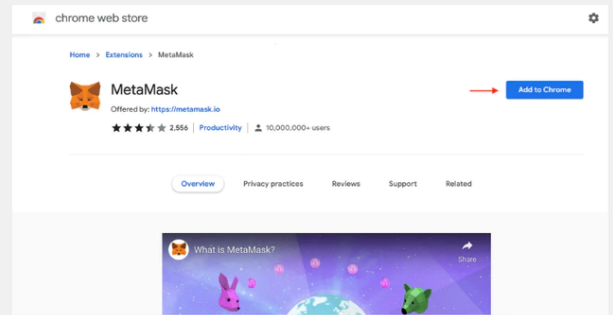 chrome web store
Home > Extensions > MetaMask
MetaMask
Add to Chrome
Offered by: https://metamask.io
2,556 Productivity 10,000,000+ users
Overview Privacy practices Reviews Support Related
What is MetaMask?
Share